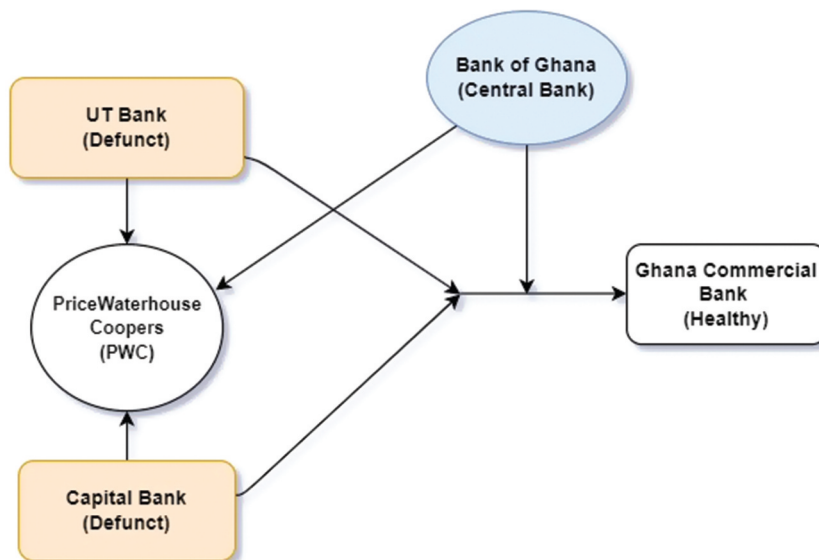 Bank of Ghana
(Central Bank)
UT Bank
(Defunct)
PriceWaterhouse
Coopers
(PWC)
Ghana Commercial
Bank
(Healthy)
Capital Bank
(Defunct)